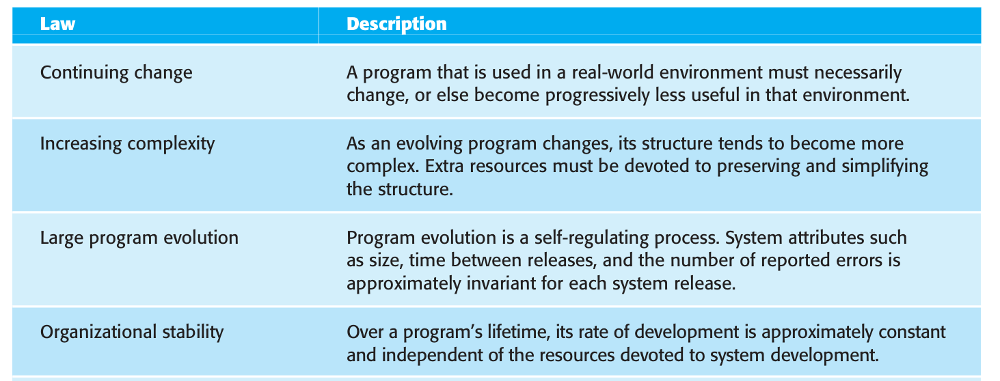 Law
Description
Continuing change
A program that is used in a real-world environment must necessarily
change, or else become progressively less useful in that environment.
Increasing complexity
As an evolving program changes, its structure tends to become more
complex. Extra resources must be devoted to preserving and simplifying
the structure.
Large program evolution
Program evolution is a self-regulating process. System attributes such
as size, time between releases, and the number of reported errors is
approximately invariant for each system release.
Organizational stability
Over a program’s lifetime, its rate of development is approximately constant
and independent of the resources devoted to system development.